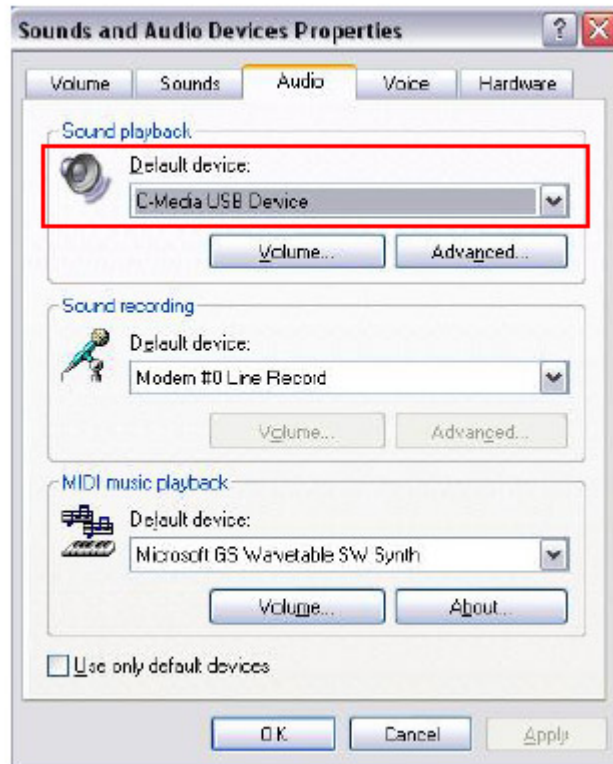 Sounds and Audio Devices Properties
Volume Sounds Audio Voice Hardware
Sound playback
Default device:
C-Media USB Device
Volume... Advanced...
Sound recording
Default device:
Modem #0 Line Record
Volume... Advanced...
MIDI music playback
Default device:
Microsoft GS Wavetable SW Synth
Volume... About...
Use only default devices
OK Cancel Apply